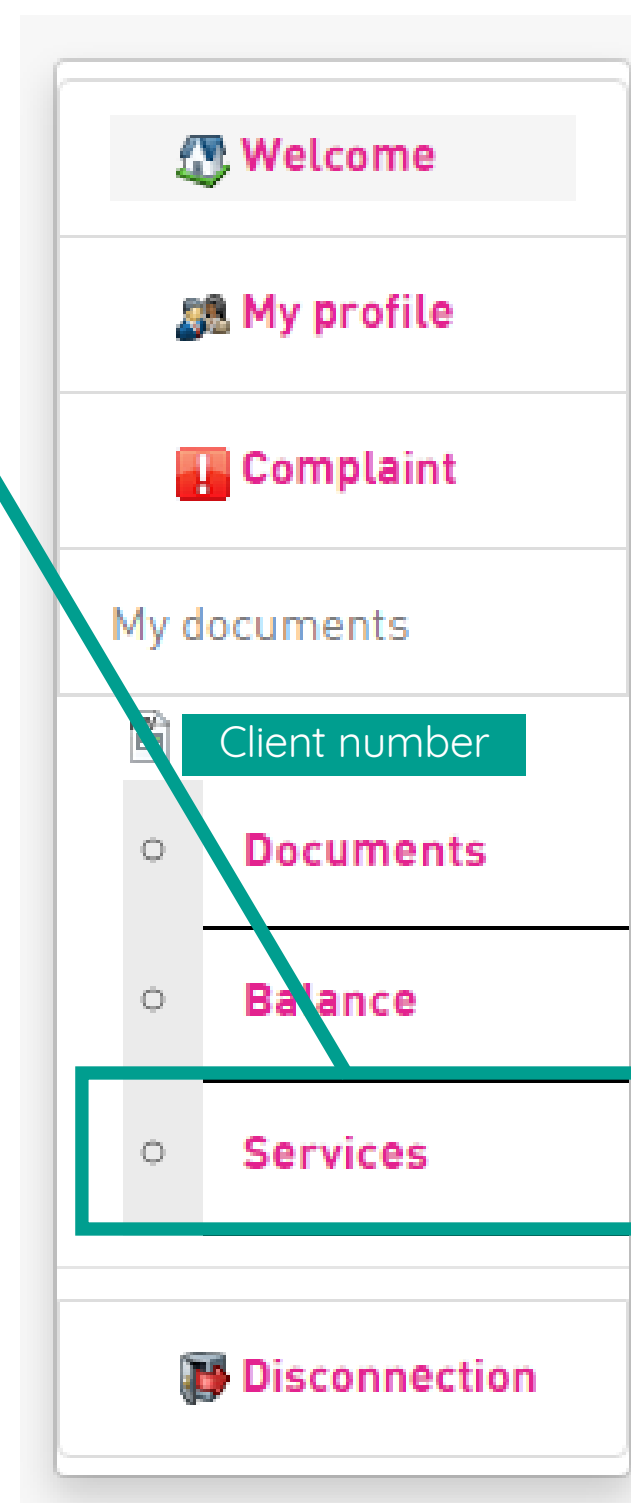 Welcome
My profile
Complaint
My documents
Client number
Documents
Balance
Services
Disconnection